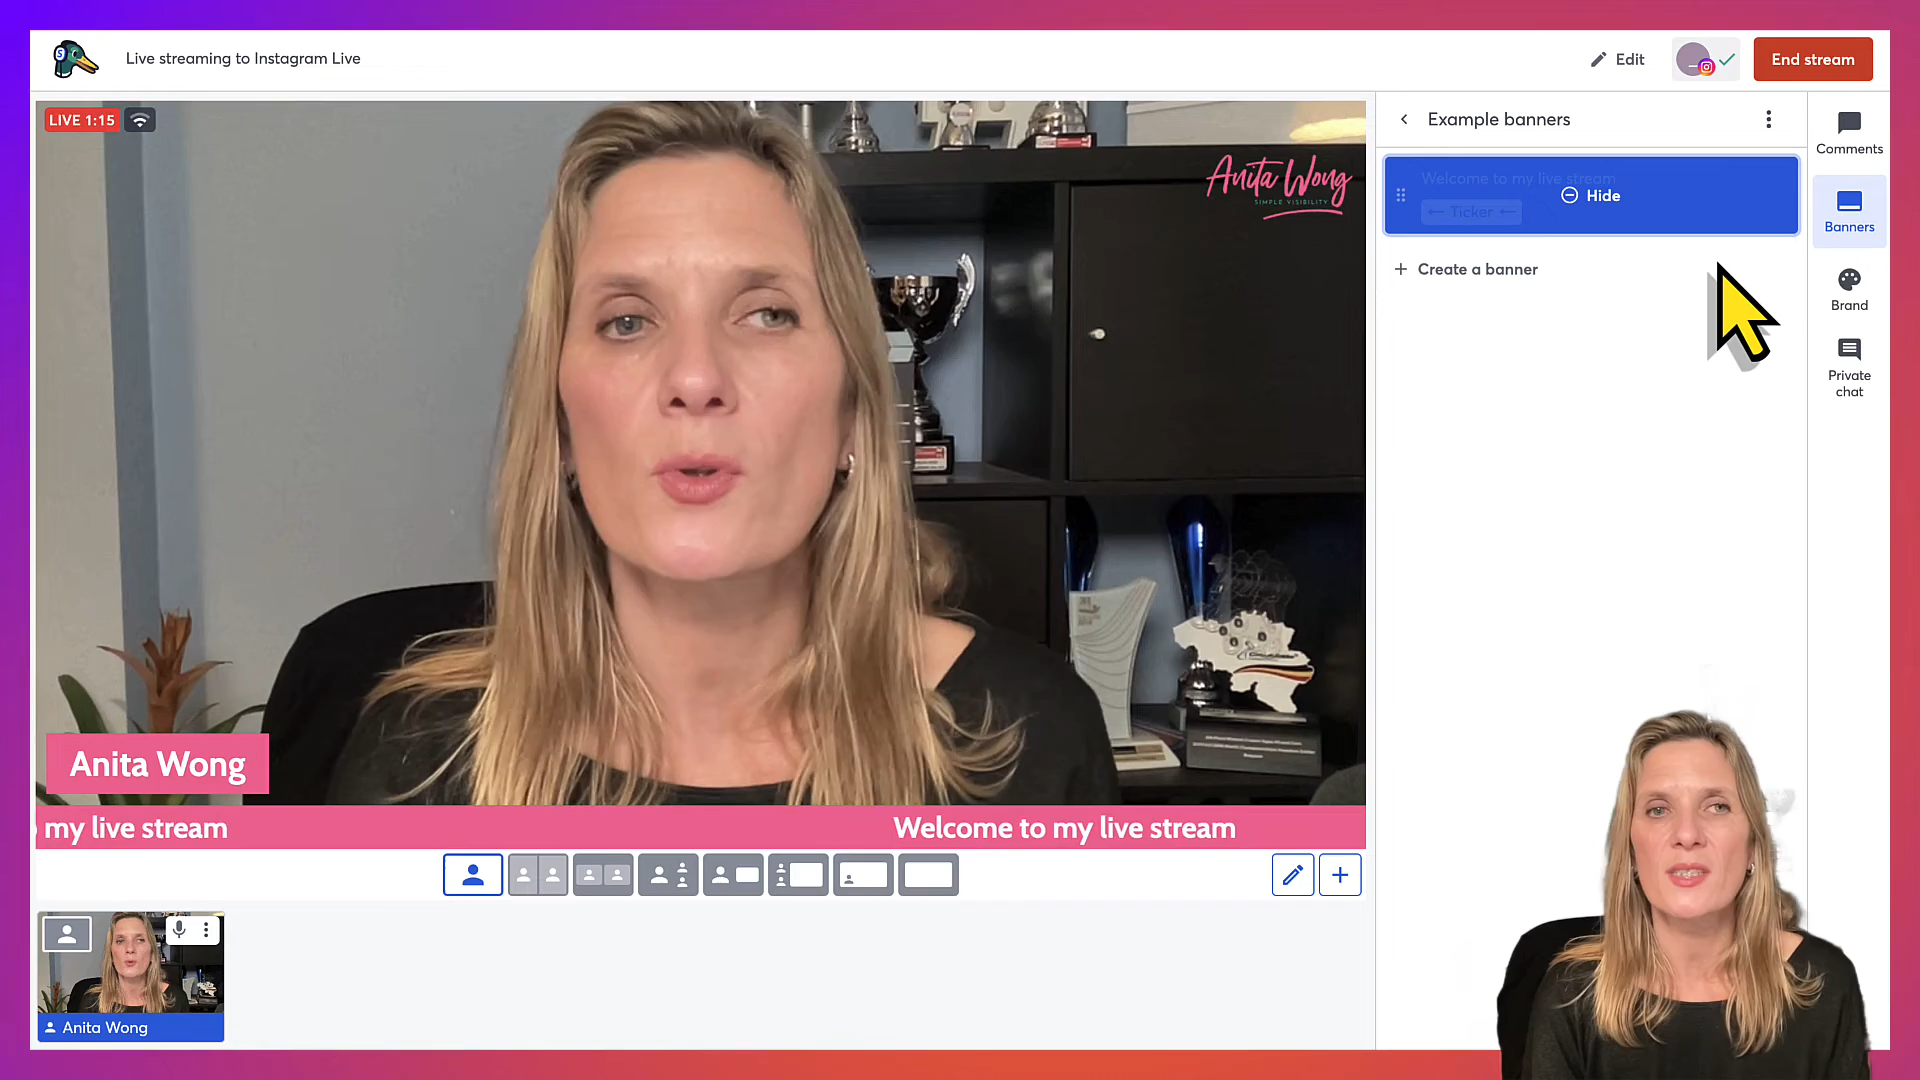 S
Live streaming to Instagram Live
Edit
End stream
LIVE 1:15
Example banners
Comments
Welcome to my live stream
Hide
← Ticker ←
Banners
Create a banner
Brand
Private
chat
Anita Wong
SIMPLE VISIBILITY
Anita Wong
my live stream
Welcome to my live stream
Anita Wong